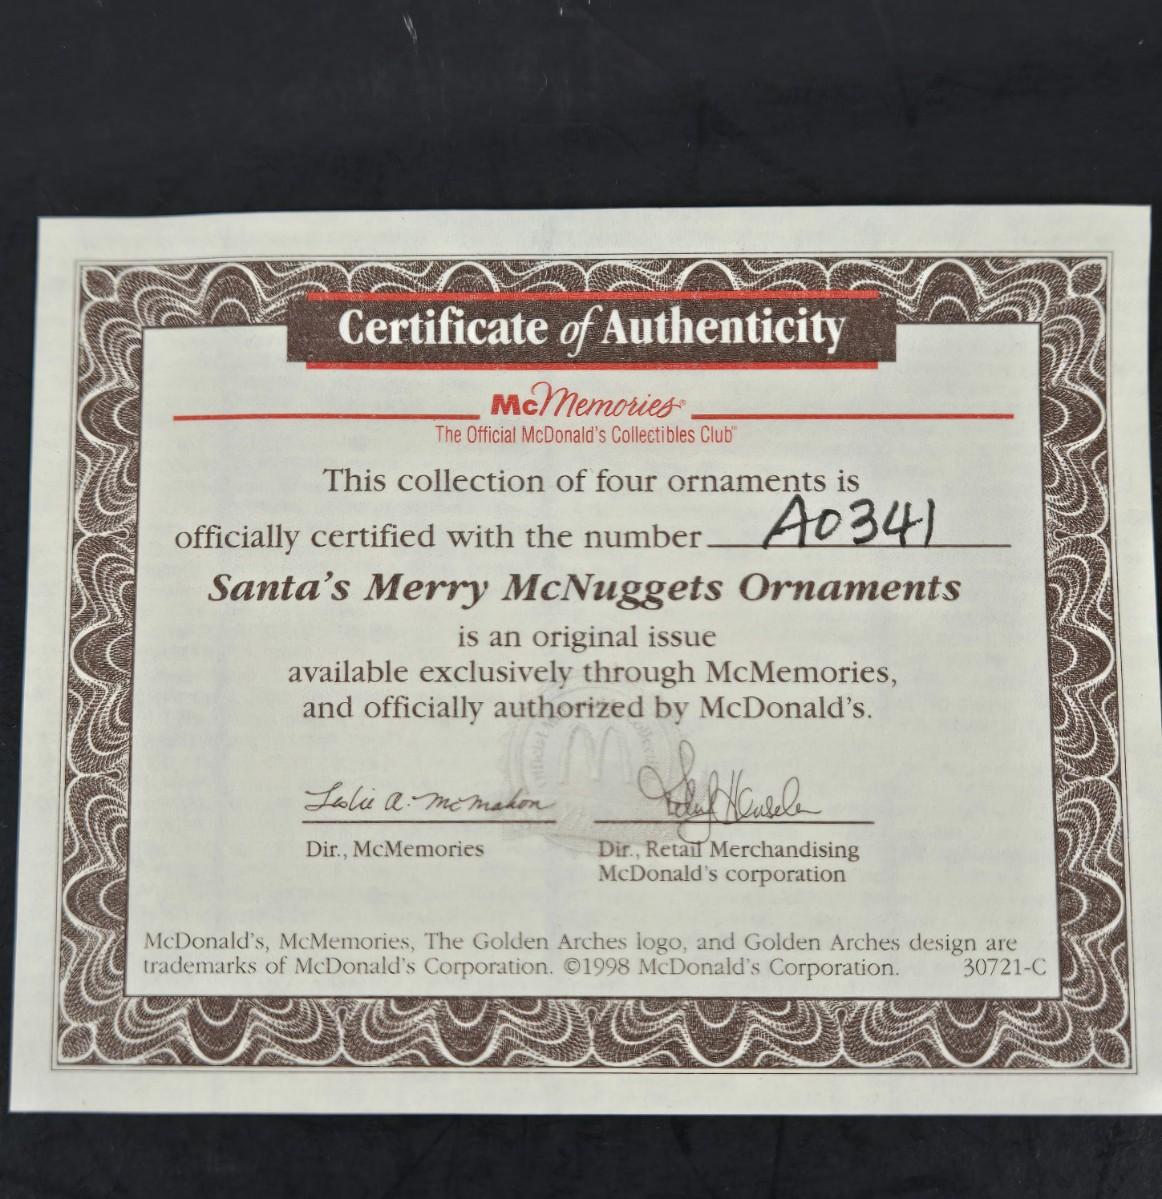 Certificate of Authenticity
McMemories®
The Official McDonald's Collectibles Club™
This collection of four ornaments is
officially certified with the number A0341
Santa's Merry McNuggets Ornaments
is an original issue
available exclusively through McMemories,
and officially authorized by McDonald's.
Leslie A. McMahon
Dir., McMemories
Dir., Retail Merchandising
McDonald's corporation
McDonald's, McMemories, The Golden Arches logo, and Golden Arches design are
trademarks of McDonald's Corporation. ©1998 McDonald's Corporation. 30721-C